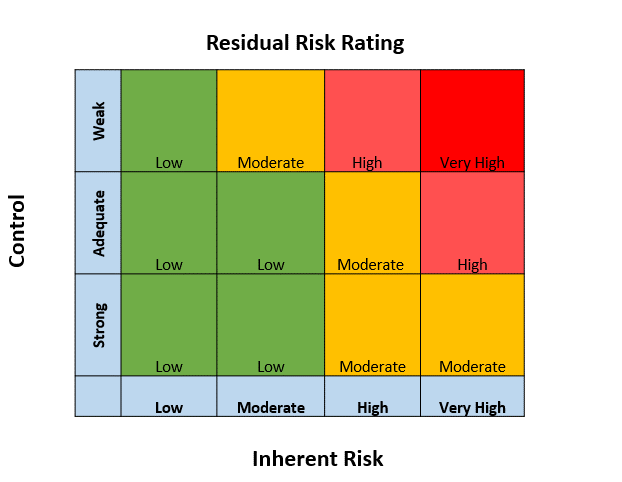 Residual Risk Rating
Control
Weak
Low Moderate High Very High
Adequate
Low Low Moderate High
Strong
Low Low Moderate Moderate
Low Moderate High Very High
Inherent Risk